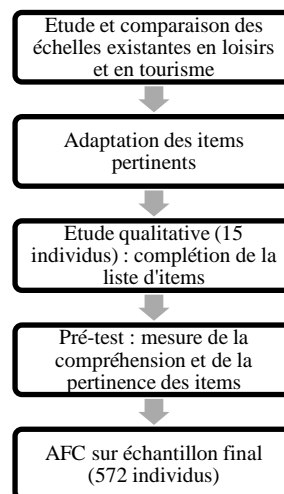 Etude et comparaison des
échelles existantes en loisirs
et en tourisme
Adaptation des items
pertinents
Etude qualitative (15
individus) : complétion de la
liste d'items
Pré-test : mesure de la
compréhension et de la
pertinence des items
AFC sur échantillon final
(572 individus)